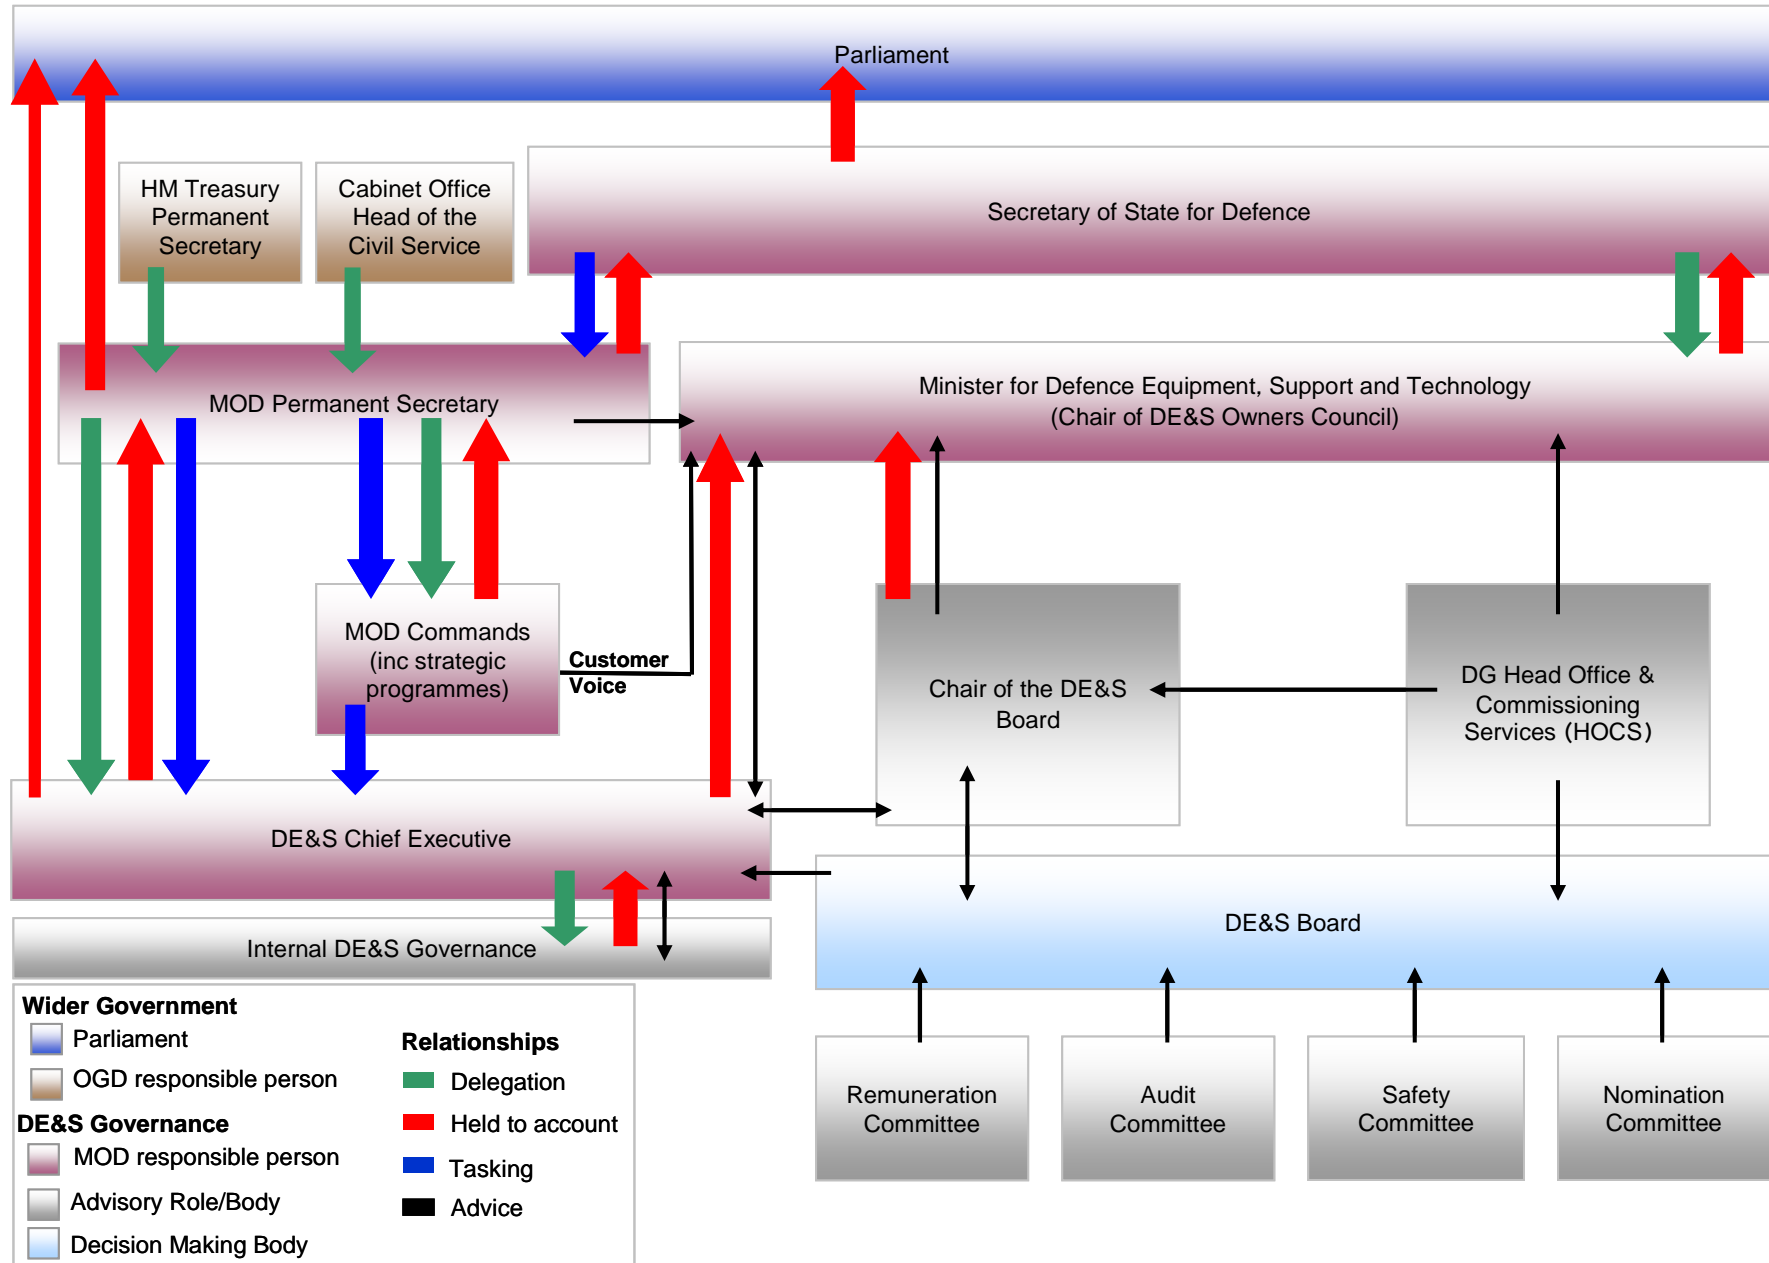 Parliament
HM Treasury
Permanent
Secretary
Cabinet Office
Head of the
Civil Service
Secretary of State for Defence
MOD Permanent Secretary
Minister for Defence Equipment, Support and Technology
(Chair of DE&S Owners Council)
MOD Commands
(inc strategic
programmes)
Customer
Voice
Chair of the DE&S
Board
DG Head Office &
Commissioning
Services (HOCS)
DE&S Chief Executive
Internal DE&S Governance
DE&S Board
Remuneration
Committee
Audit
Committee
Safety
Committee
Nomination
Committee
Wider Government
Parliament
OGD responsible person
DE&S Governance
MOD responsible person
Advisory Role/Body
Decision Making Body
Relationships
Delegation
Held to account
Tasking
Advice